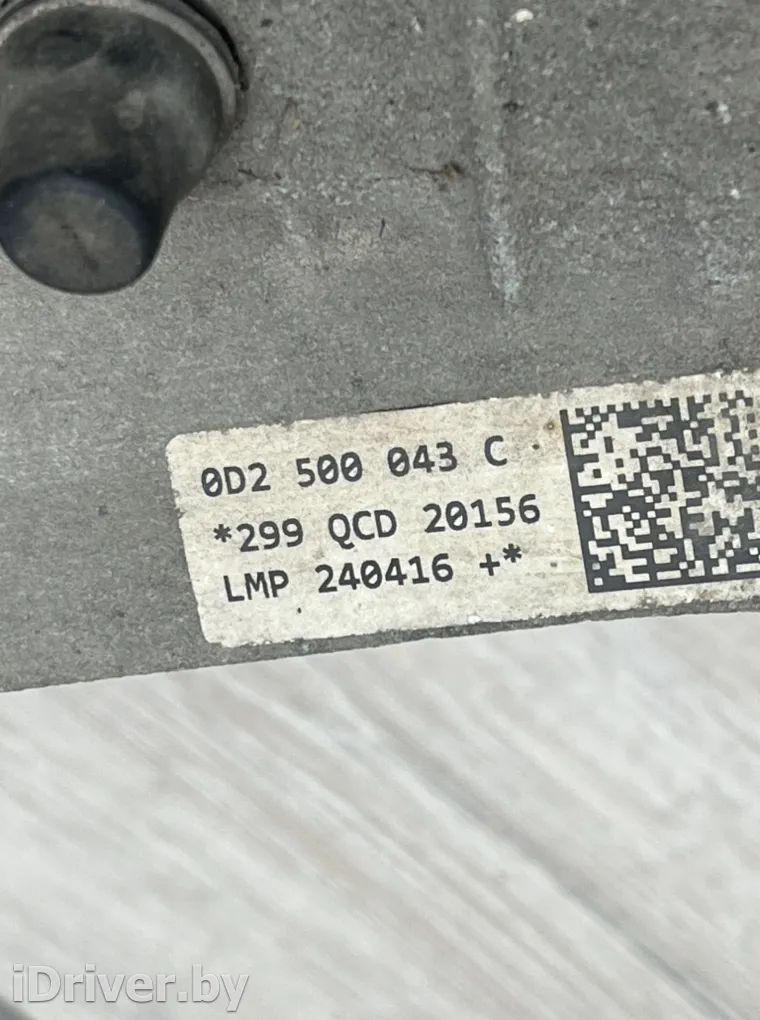 0D2 500 043 C
*299 QCD 20156
LMP 240416 +*
iDriver.by